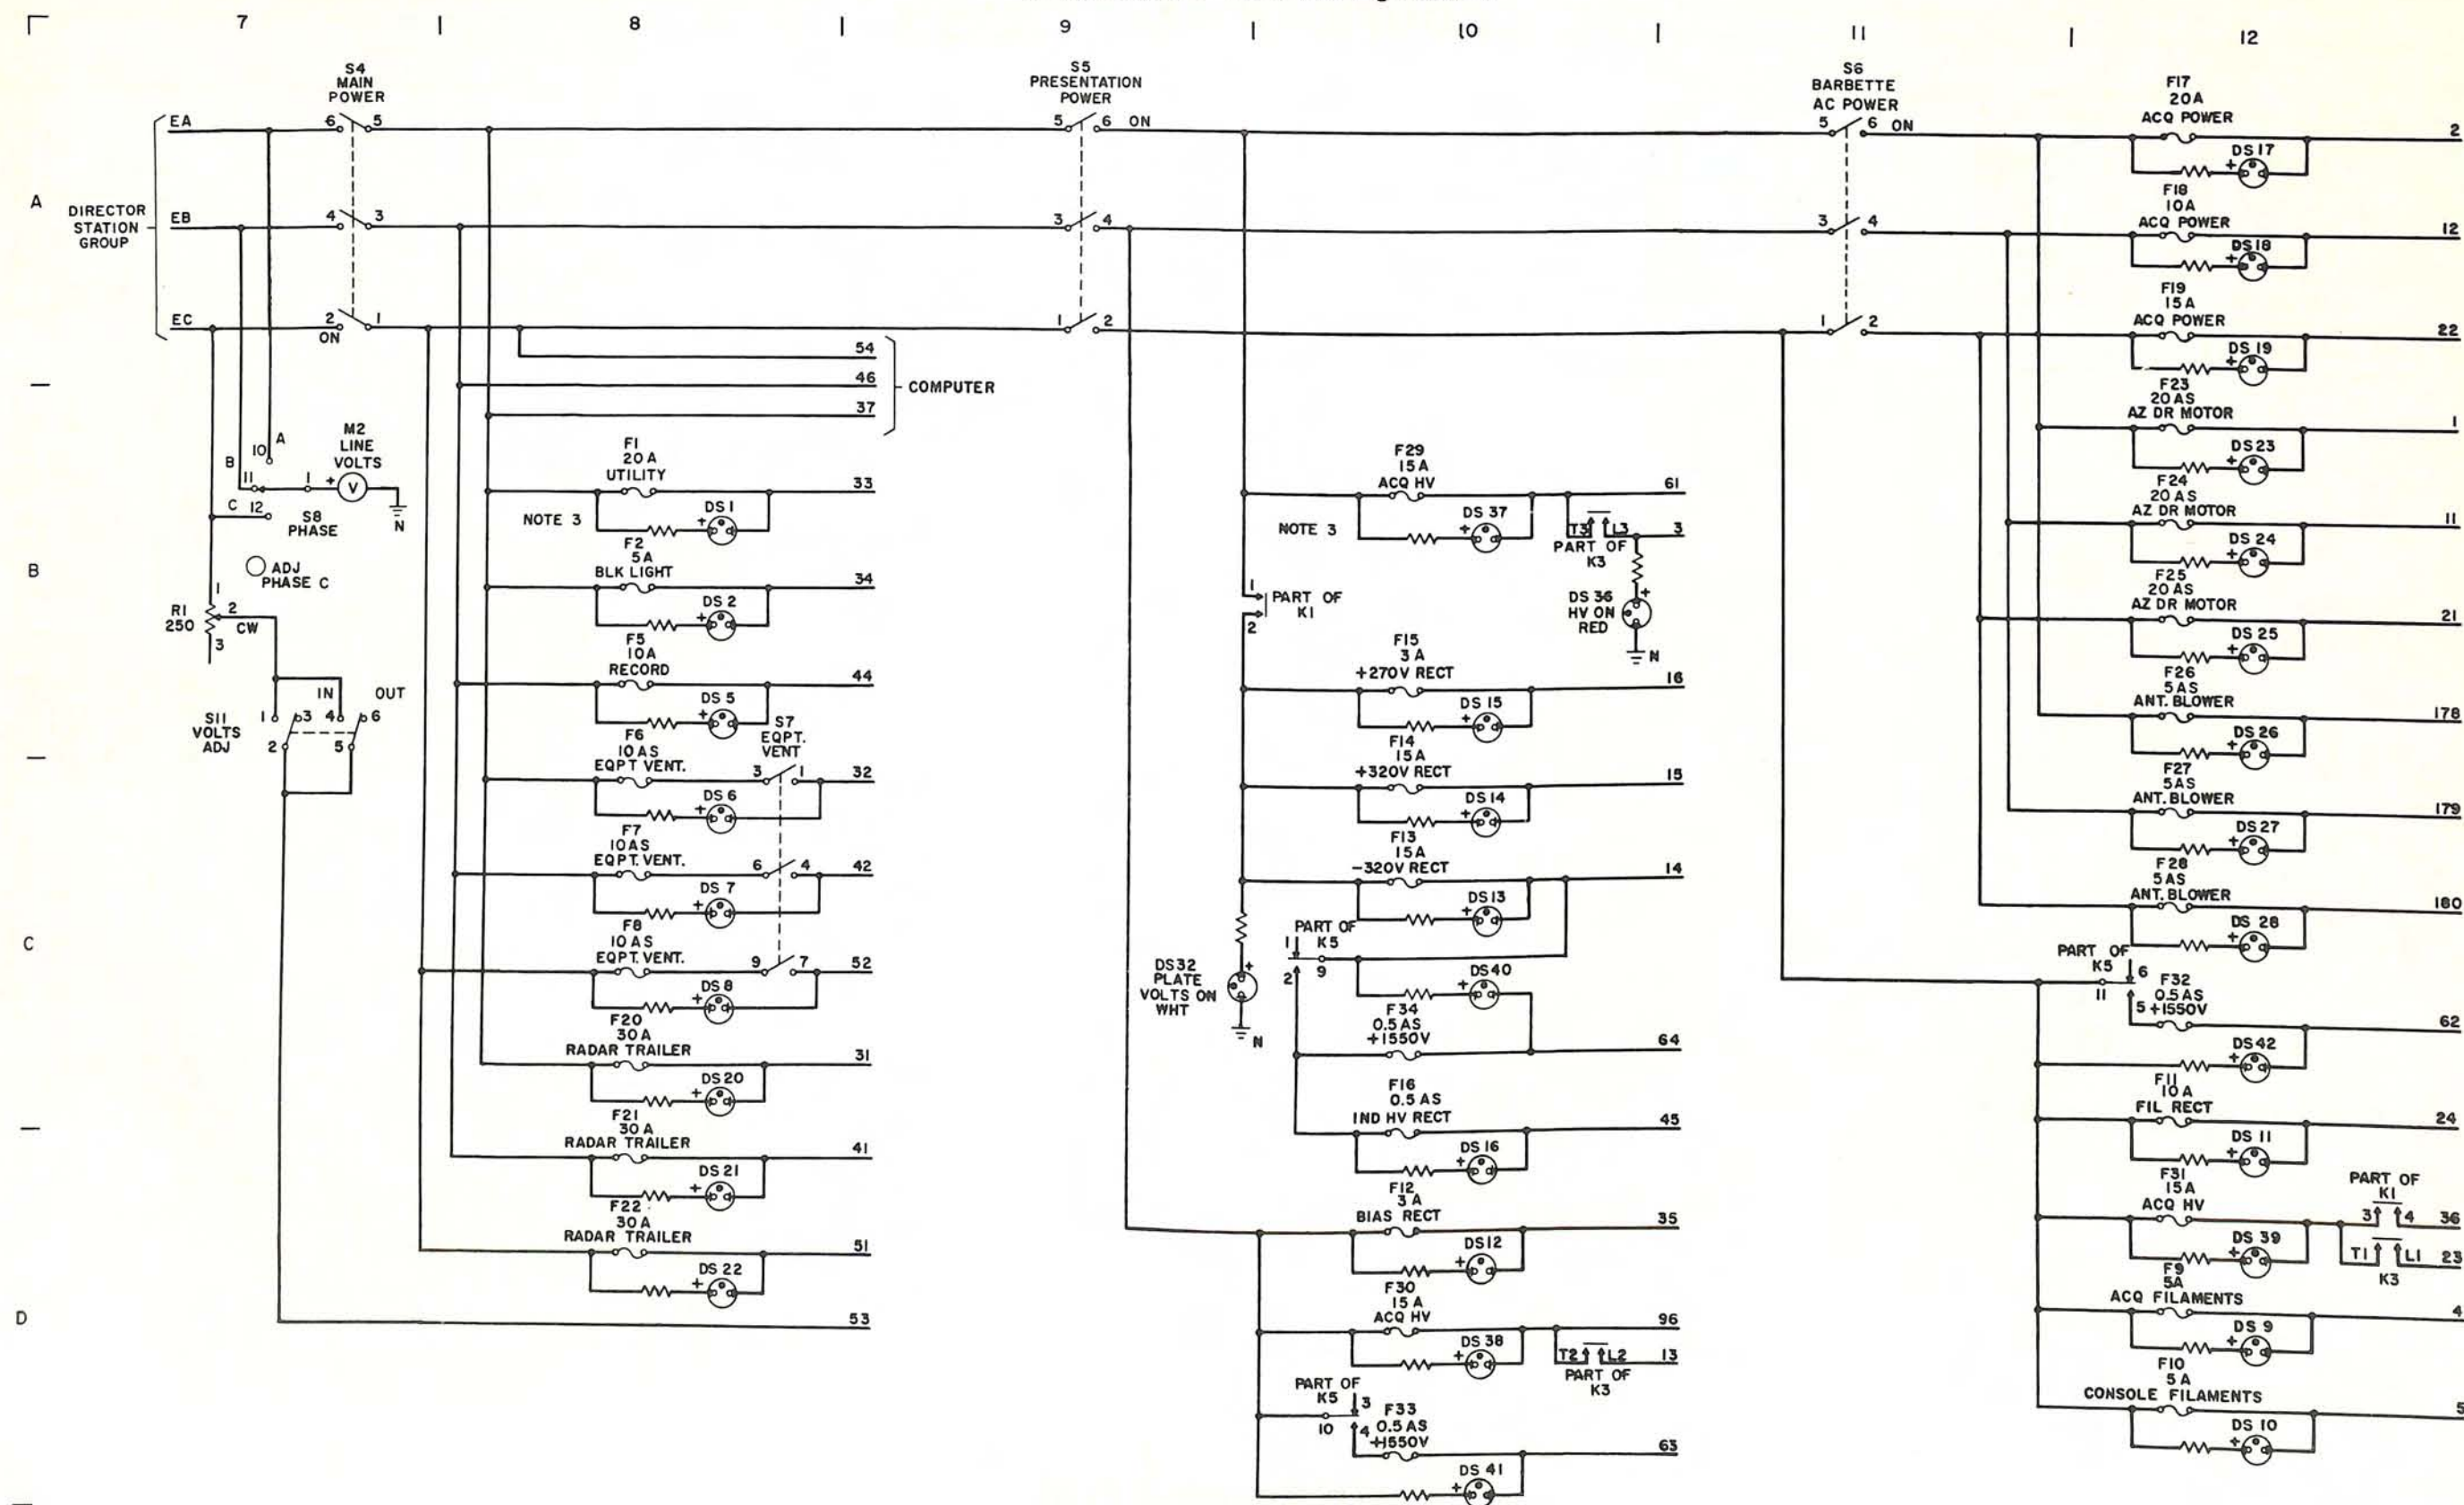 7
8
9
10
11
12
A
B
C
D
DIRECTOR
STATION
GROUP
EA
EB
EC
S4
MAIN
POWER
6 5
4 3
2 1
ON
54
46
37
COMPUTER
A
10
B
11
C 12
1
S8
PHASE
M2
LINE
VOLTS
+
V
N
ADJ
PHASE C
R1
250
1
2
CW
3
IN
OUT
S11
VOLTS
ADJ
1 3 4 6
2 5
53
NOTE 3
F1
20A
UTILITY
33
+ DS1
F2
5A
BLK LIGHT
34
+ DS2
F5
10A
RECORD
44
+ DS5
S7
EQPT.
VENT
F6
10AS
EQPT VENT.
3 1 32
+ DS6
F7
10AS
EQPT. VENT.
6 4 42
+ DS7
F8
10AS
EQPT. VENT.
9 7 52
+ DS8
F20
30A
RADAR TRAILER
31
+ DS20
F21
30A
RADAR TRAILER
41
+ DS21
F22
30A
RADAR TRAILER
51
+ DS22
S5
PRESENTATION
POWER
5 6 ON
3 4
1 2
F29
15A
ACQ HV
61
NOTE 3
+ DS 37
T3 L3 3
PART OF
K3
DS 36
HV ON
RED
+
N
1
PART OF
K1
2
F15
3A
+270V RECT
16
+ DS 15
F14
15A
+320V RECT
15
+ DS14
F13
15A
-320V RECT
14
+ DS13
PART OF
K5
1
2 9
DS32
PLATE
VOLTS ON
WHT
+
N
+ DS40
F34
0.5AS
+1550V
64
F16
0.5 AS
IND HV RECT
45
+ DS 16
F12
3A
BIAS RECT
35
+ DS12
F30
15A
ACQ HV
96
+ DS 38
T2 L2 13
PART OF
K3
PART OF
K5 3
10 4
F33
0.5AS
+1550V
63
+ DS 41
S6
BARBETTE
AC POWER
5 6 ON
3 4
1 2
F17
20A
ACQ POWER
2
+ DS17
F18
10A
ACQ POWER
12
+ DS18
F19
15A
ACQ POWER
22
+ DS 19
F23
20AS
AZ DR MOTOR
1
+ DS23
F24
20AS
AZ DR MOTOR
11
+ DS 24
F25
20AS
AZ DR MOTOR
21
+ DS 25
F26
5AS
ANT. BLOWER
178
+ DS 26
F27
5AS
ANT. BLOWER
179
+ DS27
F28
5AS
ANT. BLOWER
180
+ DS 28
PART OF
K5 6
11 5
F32
0.5AS
+1550V
62
+ DS42
F11
10A
FIL RECT
24
+ DS 11
F31
15A
ACQ HV
+ DS 39
PART OF
K1
3 4 36
T1 L1 23
K3
F9
5A
ACQ FILAMENTS
4
+ DS 9
F10
5A
CONSOLE FILAMENTS
5
+ DS 10